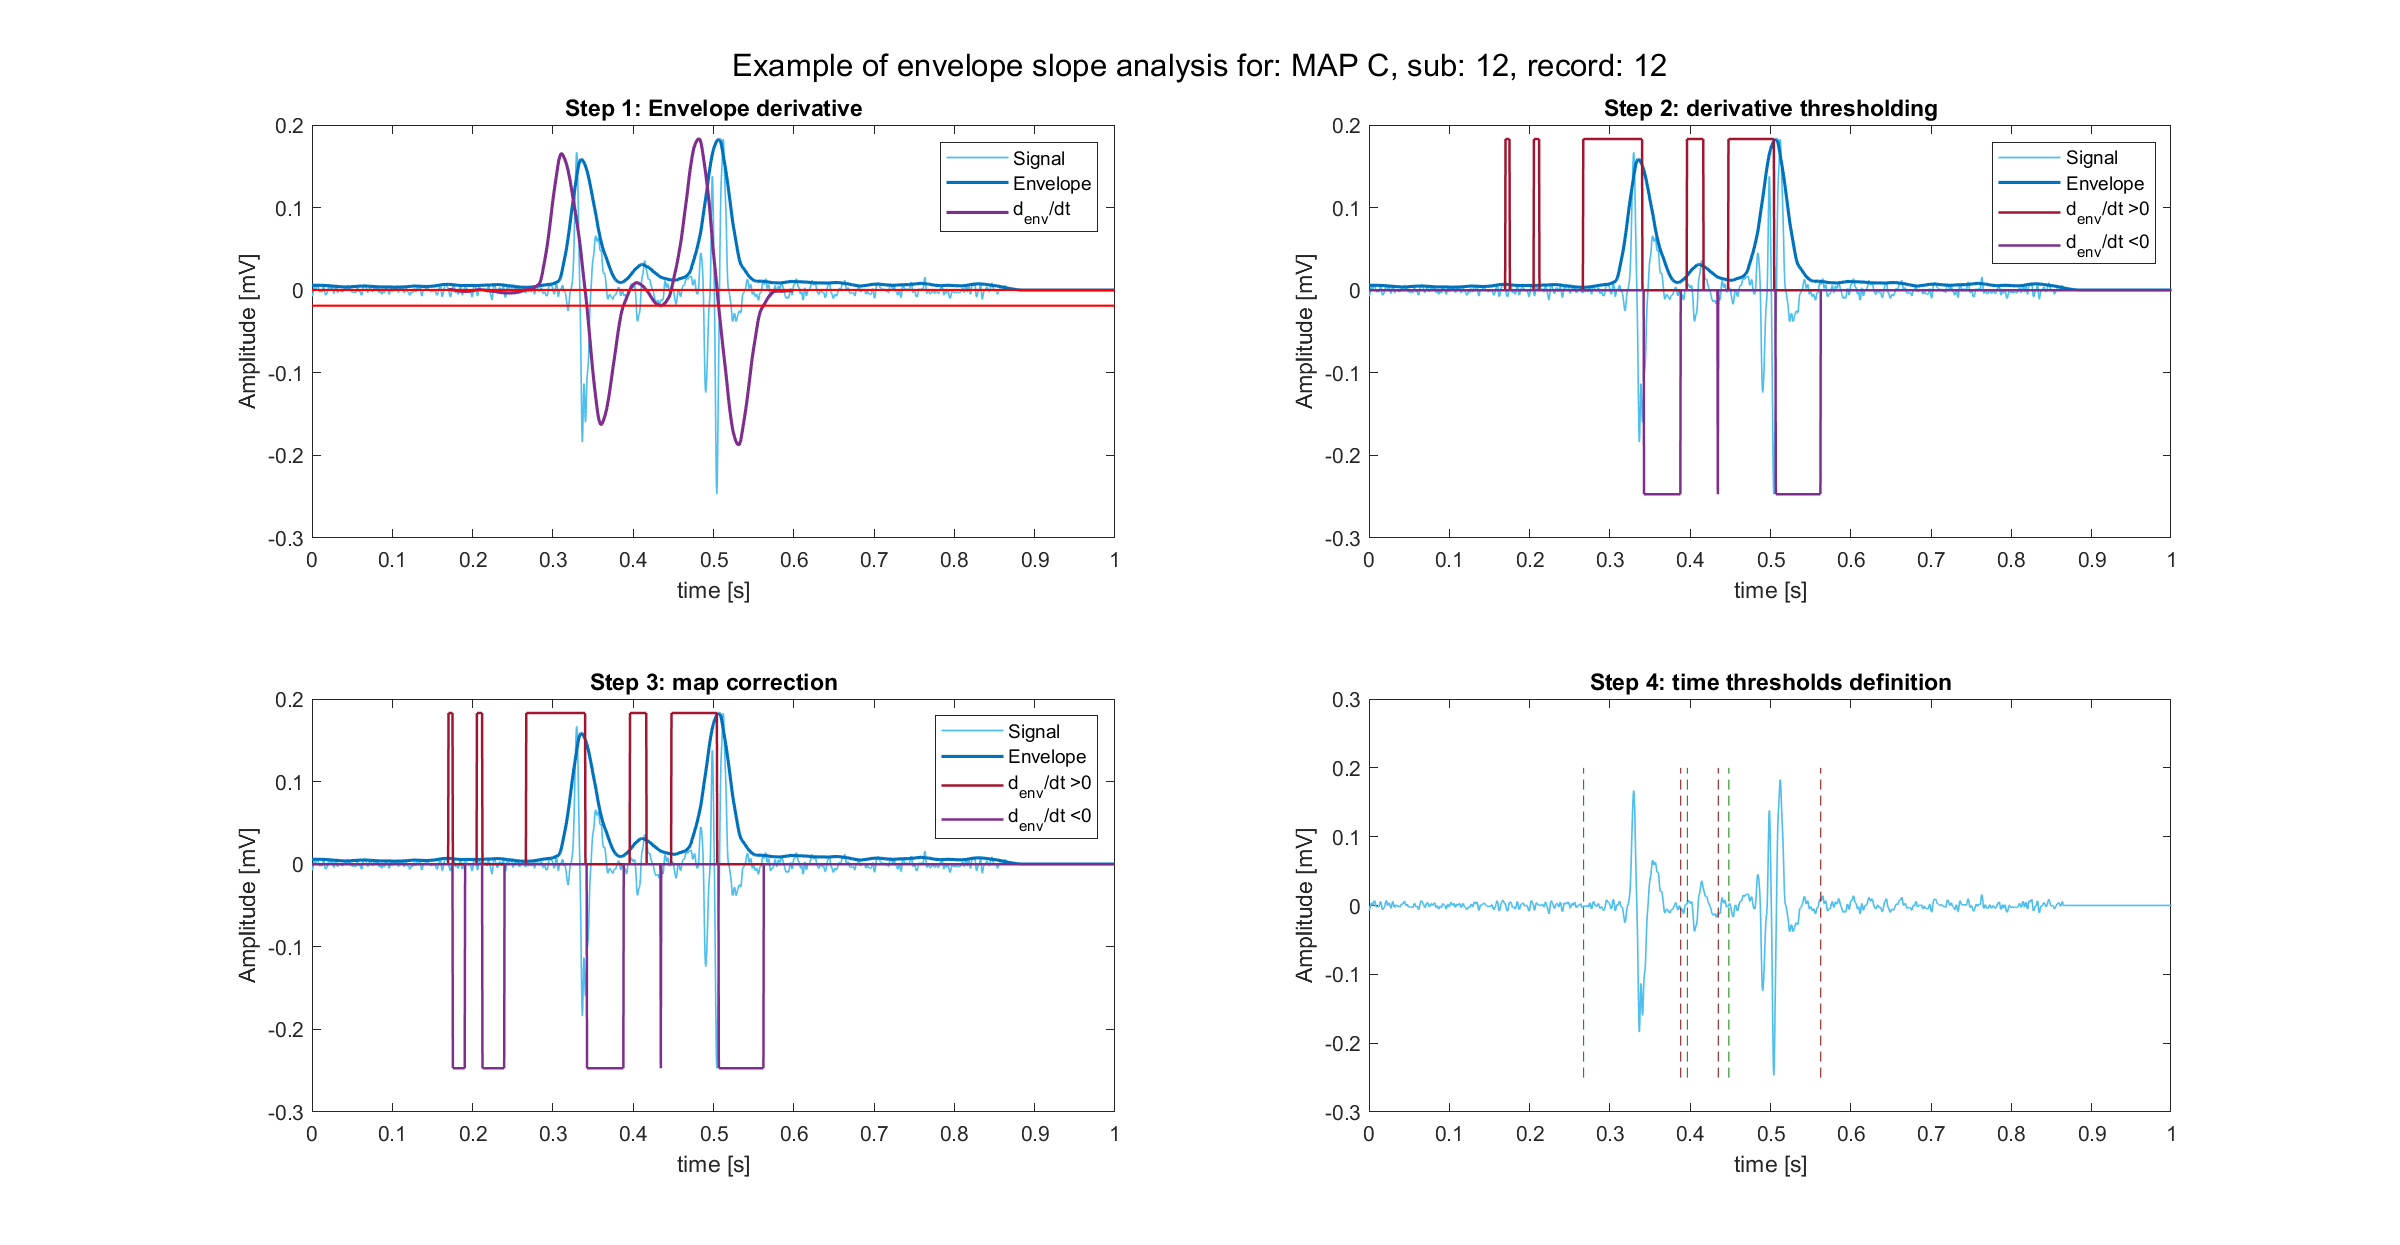 Example of envelope slope analysis for: MAP C, sub: 12, record: 12
Step 1: Envelope derivative
Amplitude [mV]
0.2
0.1
0
-0.1
-0.2
-0.3
0 0.1 0.2 0.3 0.4 0.5 0.6 0.7 0.8 0.9 1
time [s]
Signal
Envelope
d_env/dt
Step 2: derivative thresholding
Amplitude [mV]
0.2
0.1
0
-0.1
-0.2
-0.3
0 0.1 0.2 0.3 0.4 0.5 0.6 0.7 0.8 0.9 1
time [s]
Signal
Envelope
d_env/dt >0
d_env/dt <0
Step 3: map correction
Amplitude [mV]
0.2
0.1
0
-0.1
-0.2
-0.3
0 0.1 0.2 0.3 0.4 0.5 0.6 0.7 0.8 0.9 1
time [s]
Signal
Envelope
d_env/dt >0
d_env/dt <0
Step 4: time thresholds definition
Amplitude [mV]
0.3
0.2
0.1
0
-0.1
-0.2
-0.3
0 0.1 0.2 0.3 0.4 0.5 0.6 0.7 0.8 0.9 1
time [s]